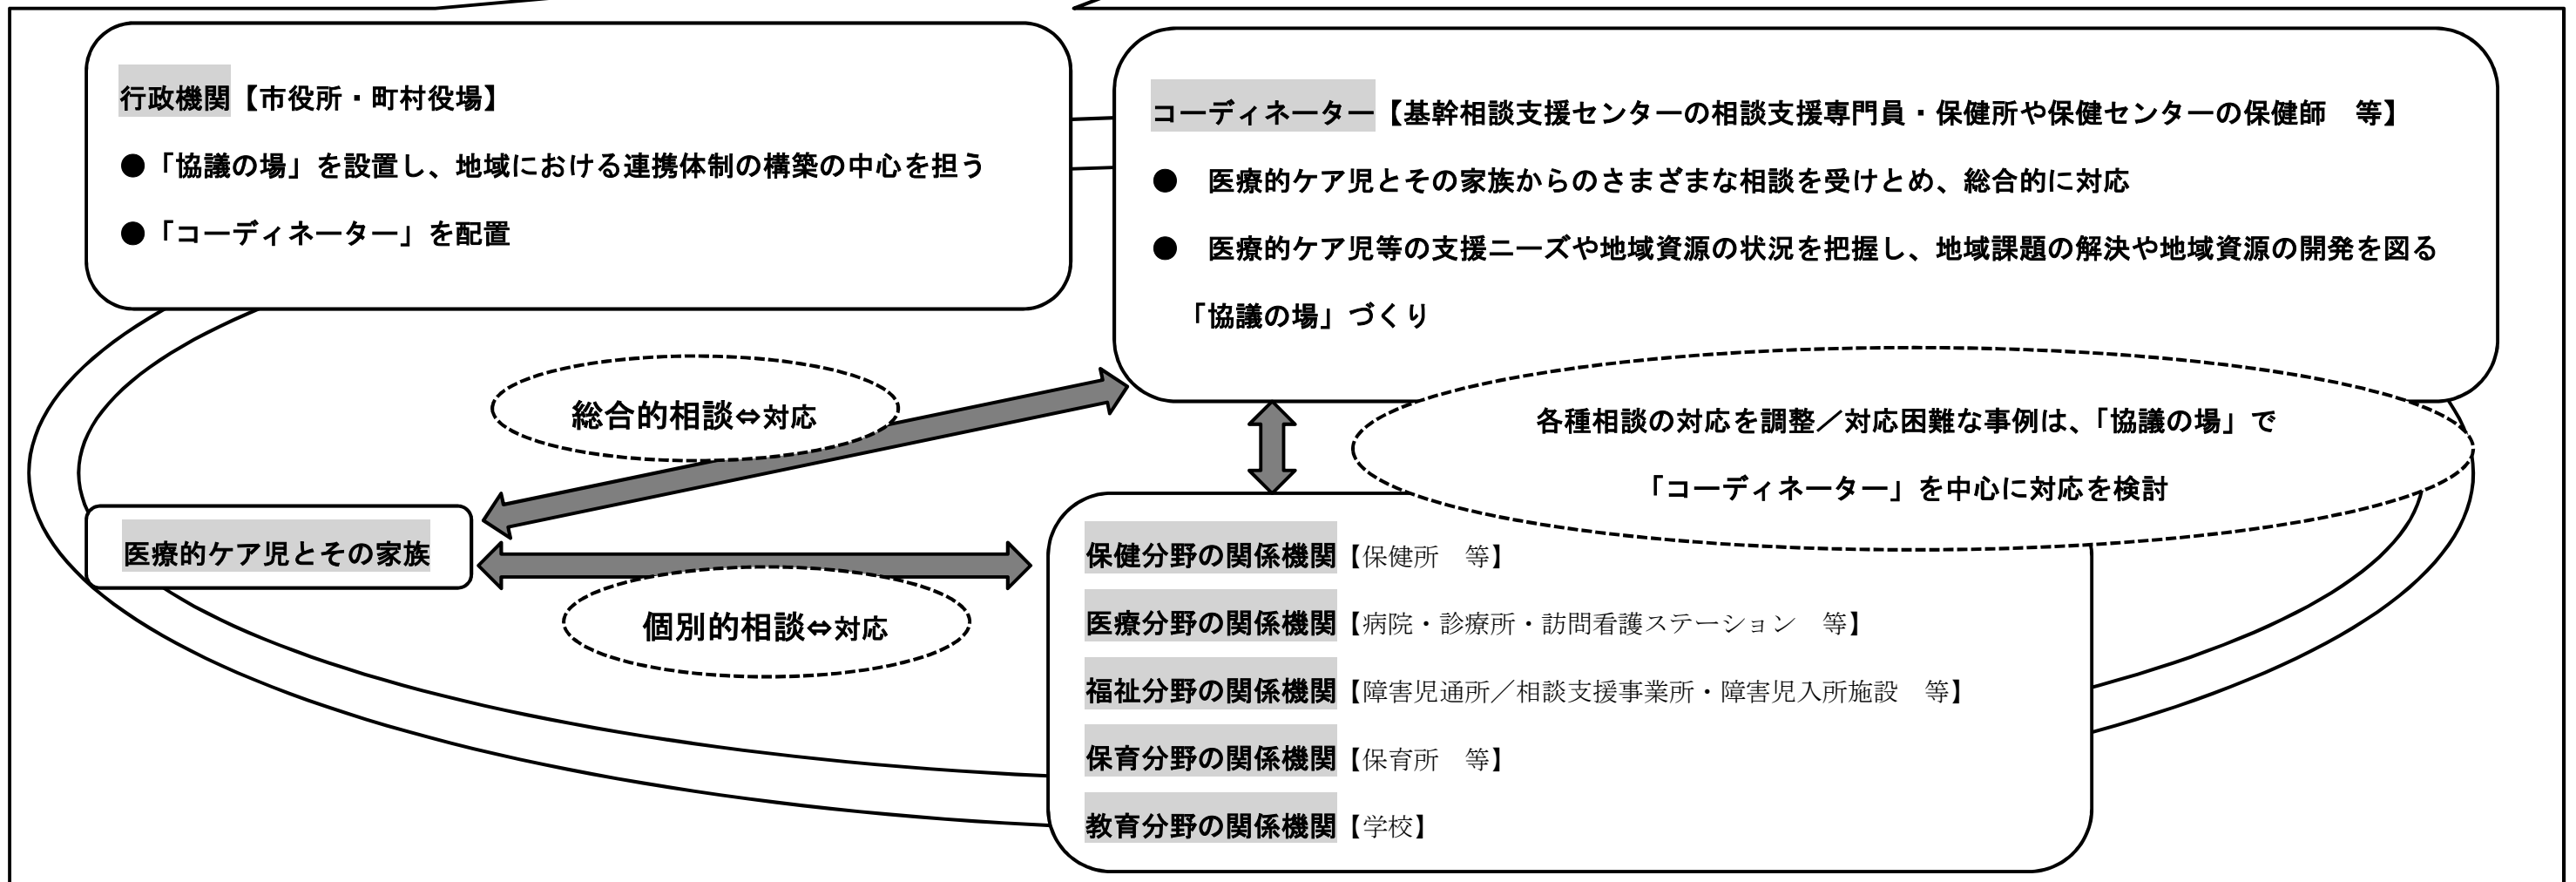 行政機関【市役所・町村役場】
●「協議の場」を設置し、地域における連携体制の構築の中心を担う
●「コーディネーター」を配置
コーディネーター【基幹相談支援センターの相談支援専門員・保健所や保健センターの保健師　等】
●　医療的ケア児とその家族からのさまざまな相談を受けとめ、総合的に対応
●　医療的ケア児等の支援ニーズや地域資源の状況を把握し、地域課題の解決や地域資源の開発を図る
「協議の場」づくり
総合的相談⇔対応
各種相談の対応を調整／対応困難な事例は、「協議の場」で
「コーディネーター」を中心に対応を検討
医療的ケア児とその家族
個別的相談⇔対応
保健分野の関係機関【保健所　等】
医療分野の関係機関【病院・診療所・訪問看護ステーション　等】
福祉分野の関係機関【障害児通所／相談支援事業所・障害児入所施設　等】
保育分野の関係機関【保育所　等】
教育分野の関係機関【学校】